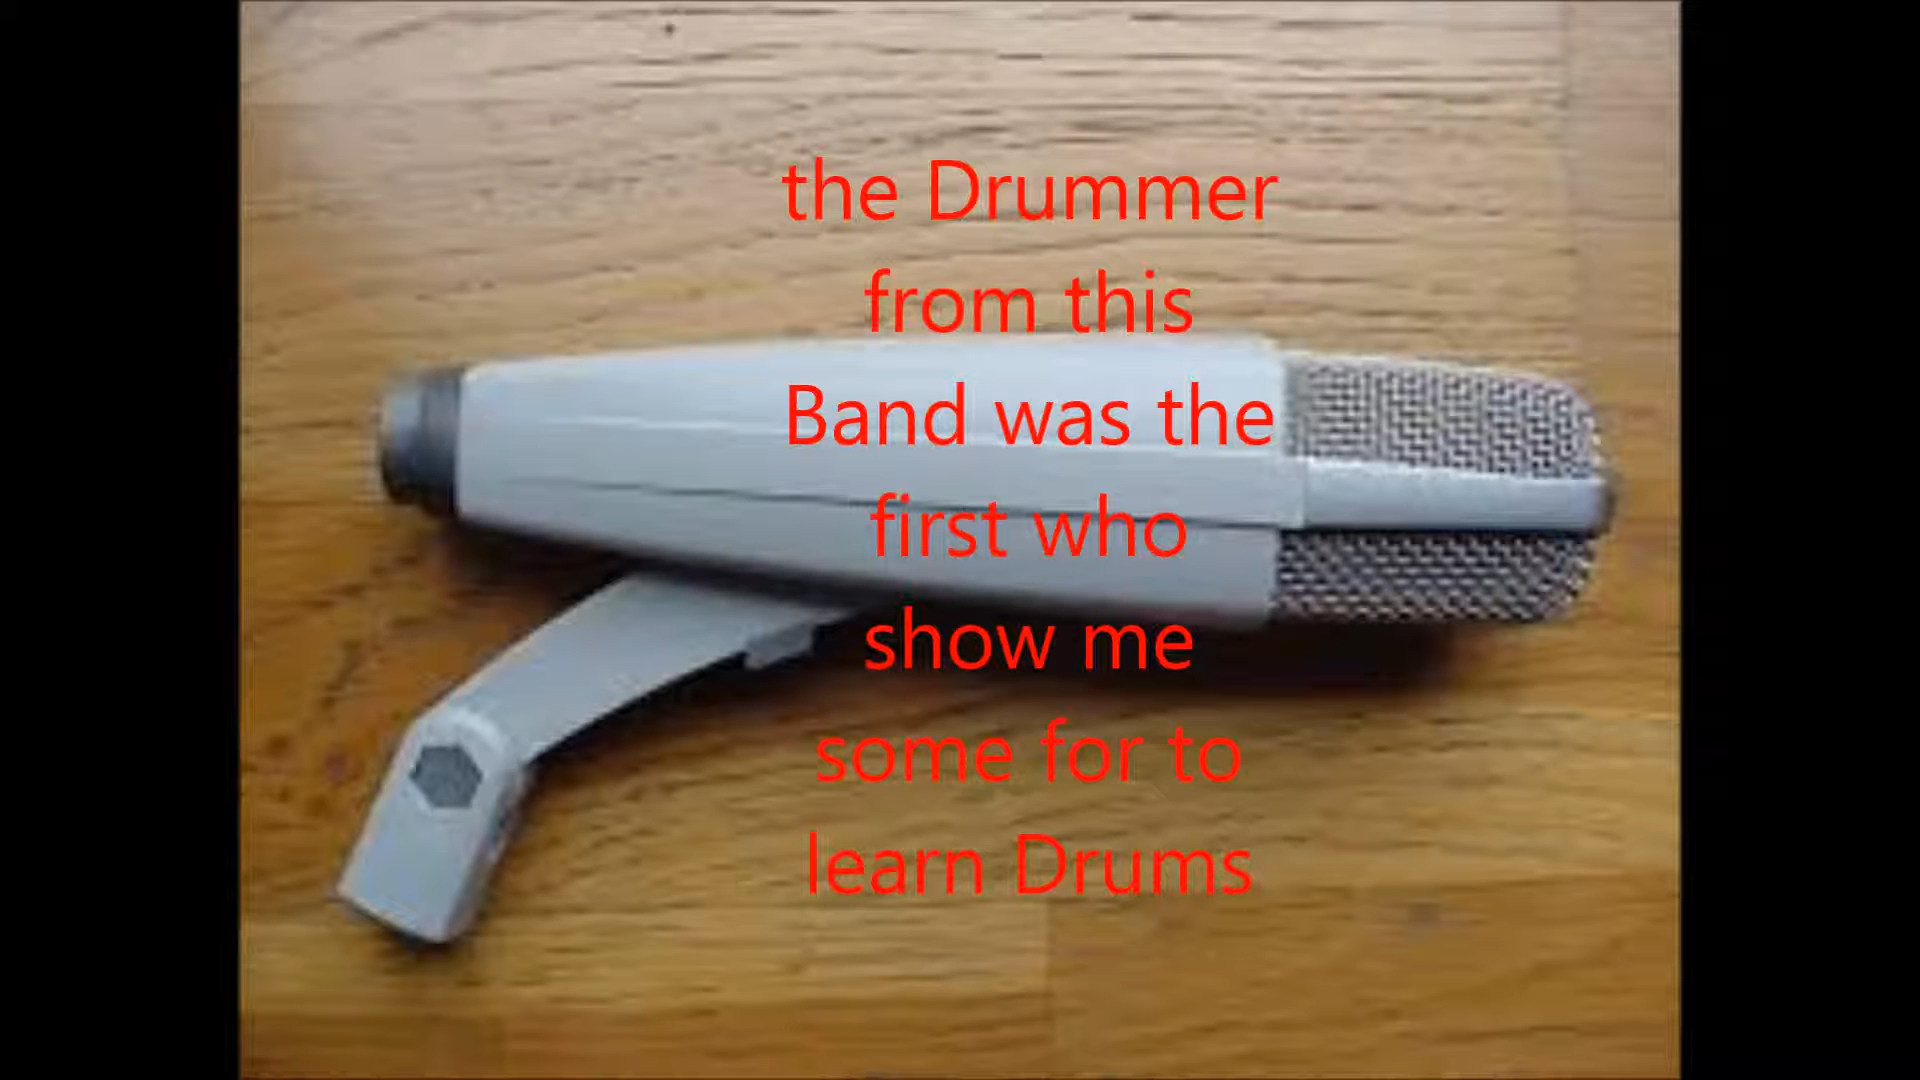 the Drummer
from this
Band was the
first who
show me
some for to
learn Drums